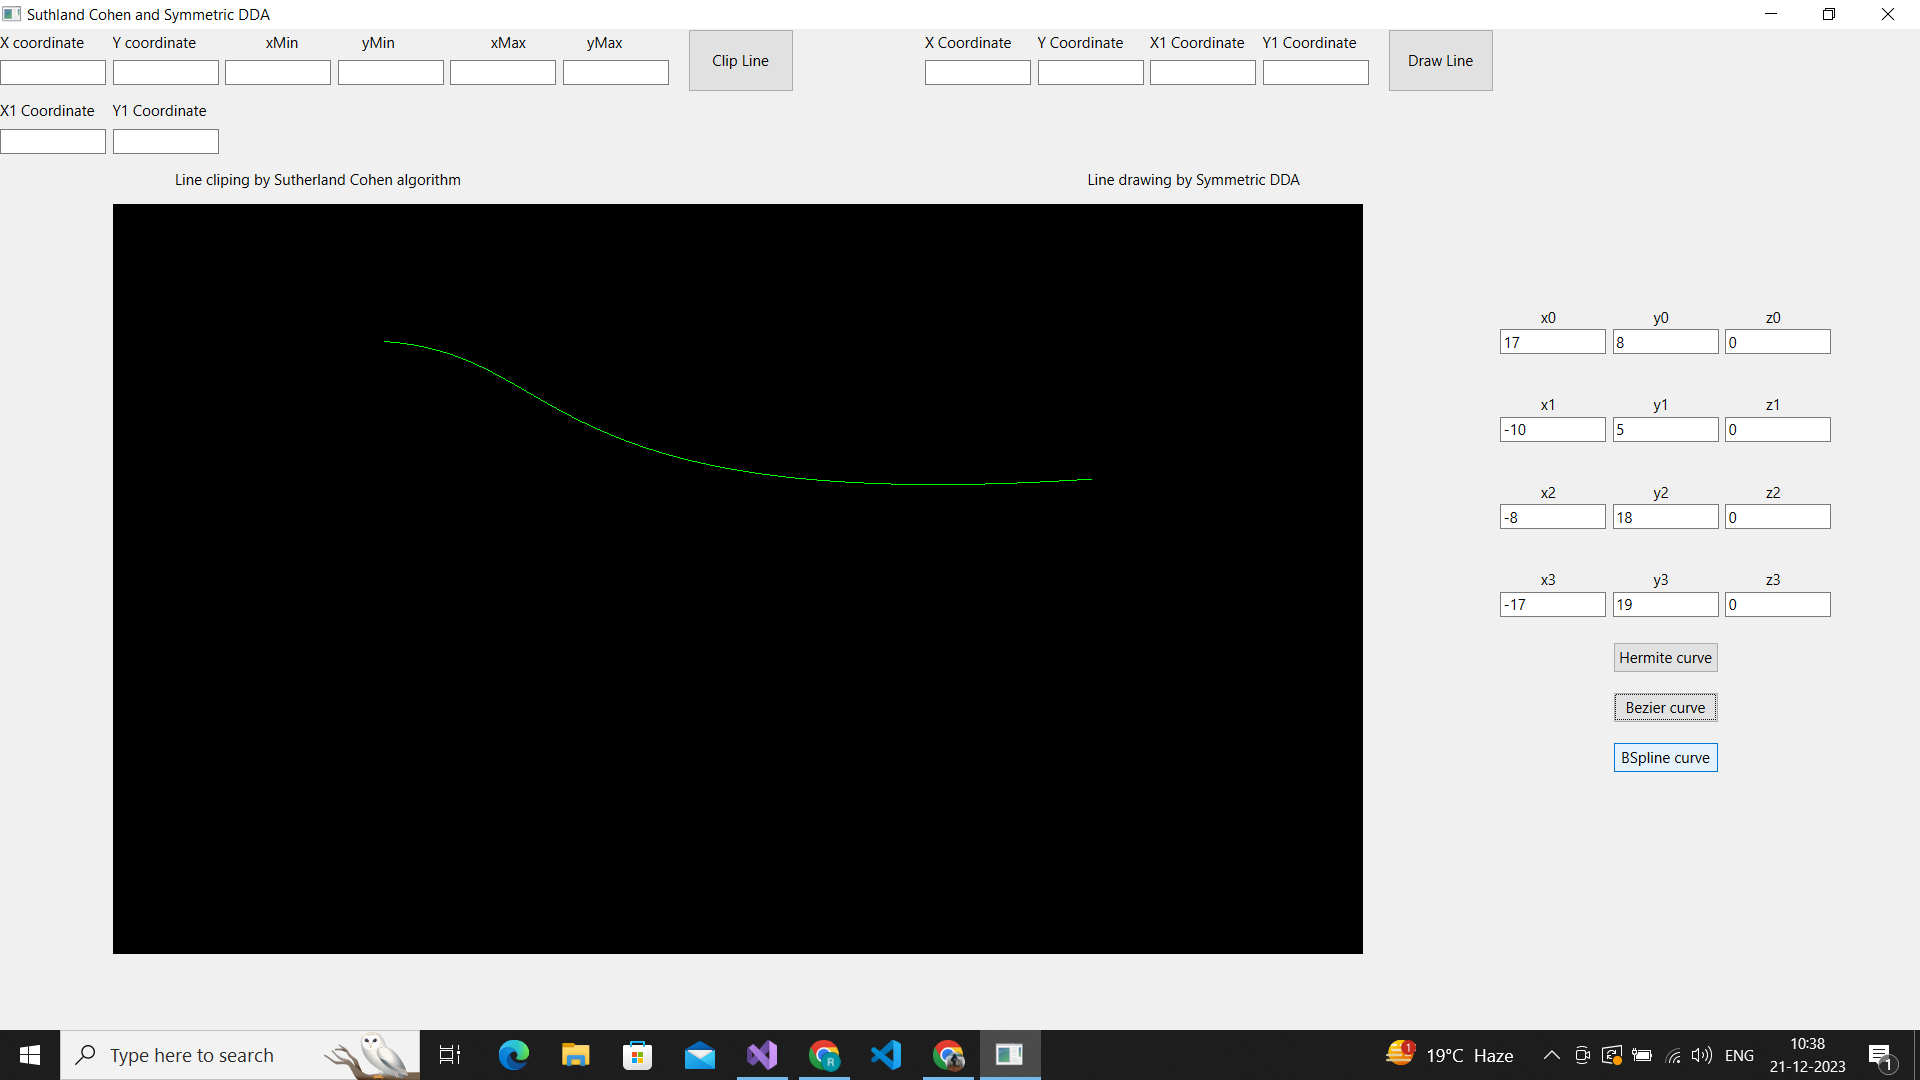 Suthland Cohen and Symmetric DDA
X coordinate Y coordinate xMin yMin xMax yMax Clip Line X Coordinate Y Coordinate X1 Coordinate Y1 Coordinate Draw Line
X1 Coordinate Y1 Coordinate
Line cliping by Sutherland Cohen algorithm Line drawing by Symmetric DDA
x0 y0 z0
17 8 0
x1 y1 z1
-10 5 0
x2 y2 z2
-8 18 0
x3 y3 z3
-17 19 0
Hermite curve
Bezier curve
BSpline curve
Type here to search R 1 19°C Haze ENG 10:38 1
21-12-2023